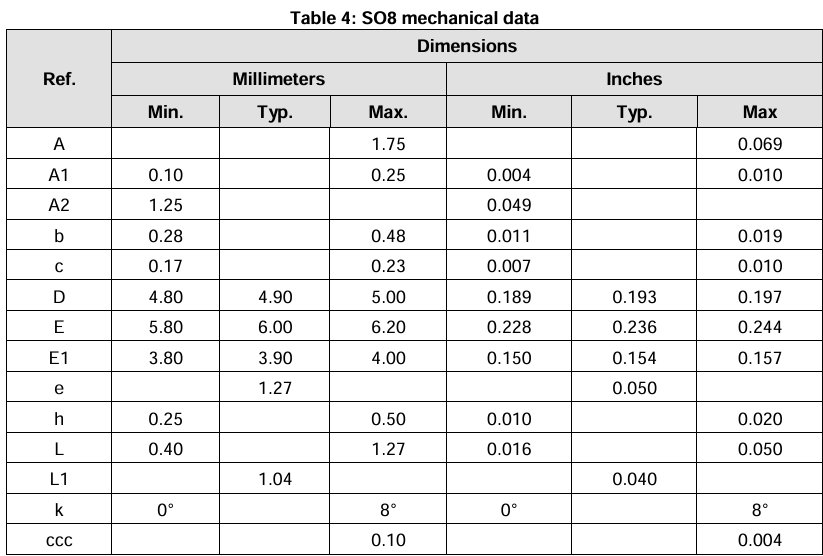 Table 4: SO8 mechanical data
Ref. Dimensions
Millimeters Inches
Min. Typ. Max. Min. Typ. Max
A 1.75 0.069
A1 0.10 0.25 0.004 0.010
A2 1.25 0.049
b 0.28 0.48 0.011 0.019
c 0.17 0.23 0.007 0.010
D 4.80 4.90 5.00 0.189 0.193 0.197
E 5.80 6.00 6.20 0.228 0.236 0.244
E1 3.80 3.90 4.00 0.150 0.154 0.157
e 1.27 0.050
h 0.25 0.50 0.010 0.020
L 0.40 1.27 0.016 0.050
L1 1.04 0.040
k 0° 8° 0° 8°
ccc 0.10 0.004